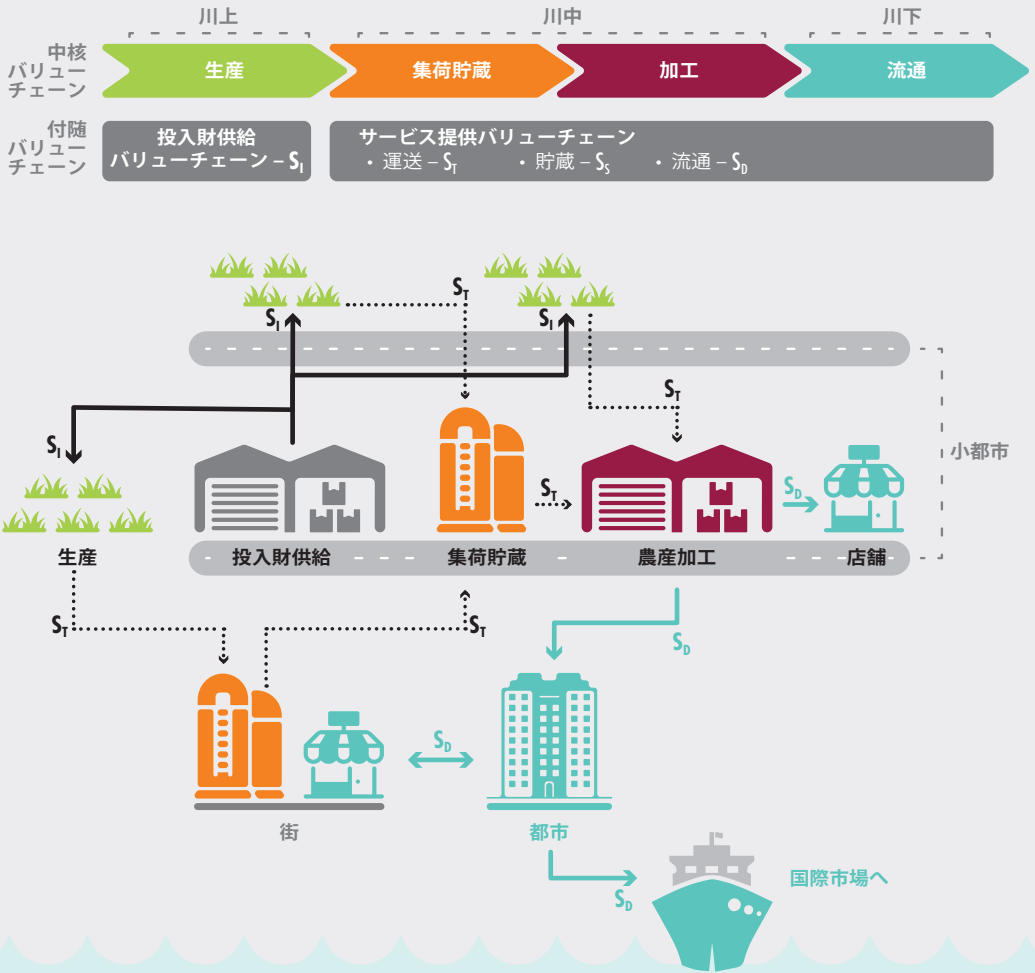 川上
川中
川下
中核
バリュー
チェーン
生産
集荷貯蔵
加工
流通
付随
バリュー
チェーン
投入財供給
バリューチェーン – SI
サービス提供バリューチェーン
・ 運送 – ST
・ 貯蔵 – SS
・ 流通 – SD
ST
SI
SI
ST
小都市
SI
ST
SD
生産
投入財供給
集荷貯蔵
農産加工
店舗
ST
ST
SD
SD
街
都市
国際市場へ
SD